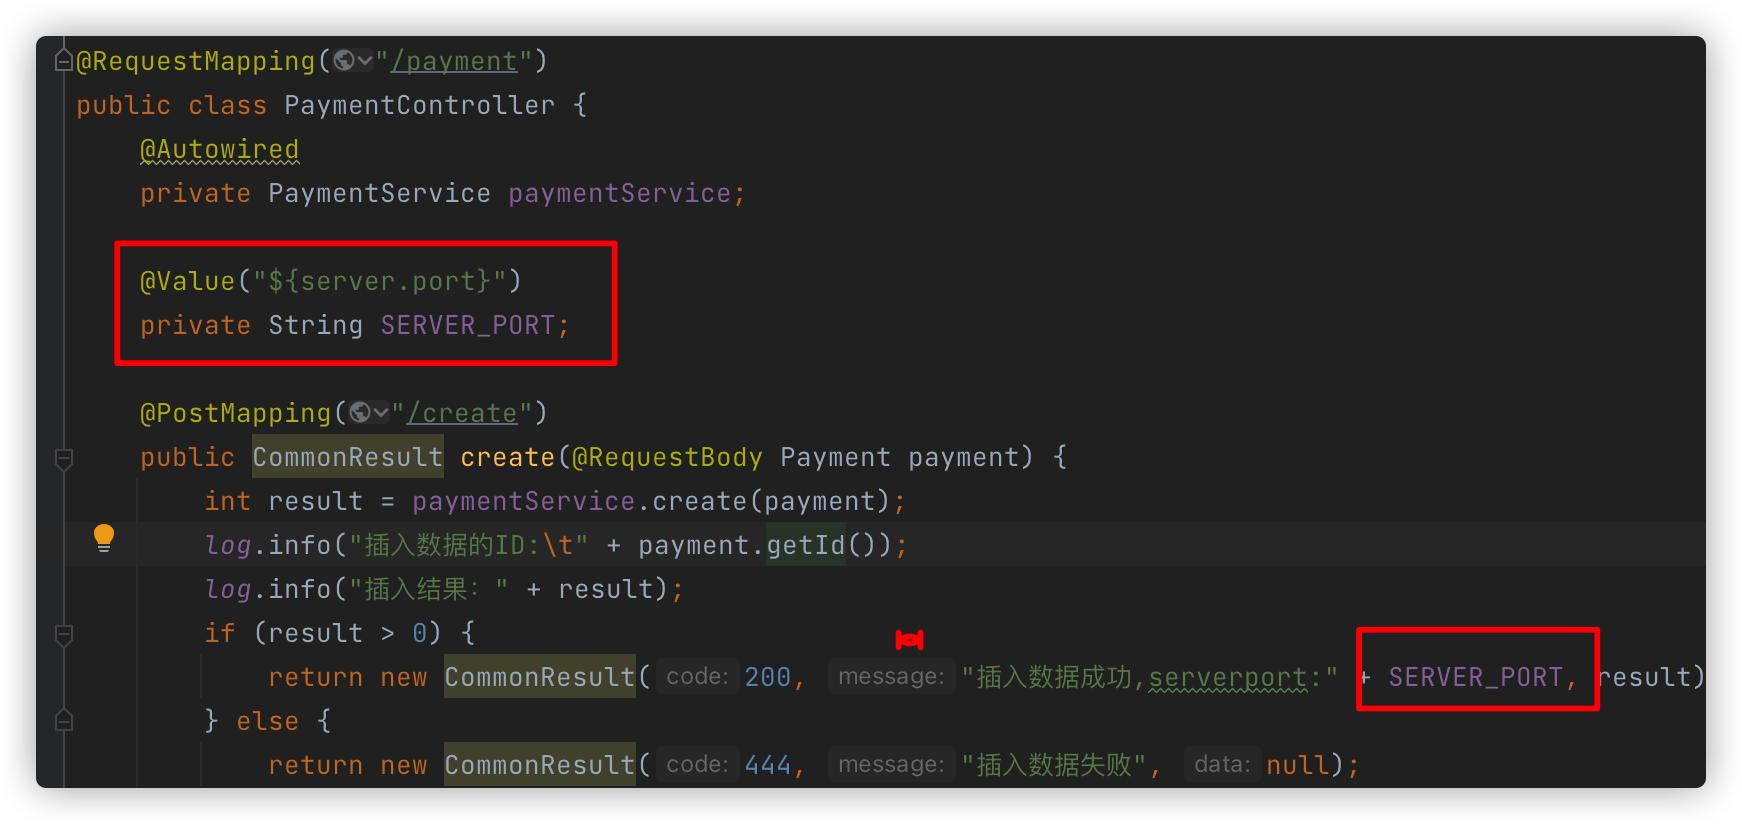 @RequestMapping("/payment")
public class PaymentController {
@Autowired
private PaymentService paymentService;
@Value("${server.port}")
private String SERVER_PORT;
@PostMapping("/create")
public CommonResult create(@RequestBody Payment payment) {
int result = paymentService.create(payment);
log.info("插入数据的ID:\t" + payment.getId());
log.info("插入结果：" + result);
if (result > 0) {
return new CommonResult( code: 200, message: "插入数据成功,serverport:" + SERVER_PORT, result)
} else {
return new CommonResult( code: 444, message: "插入数据失败", data: null);